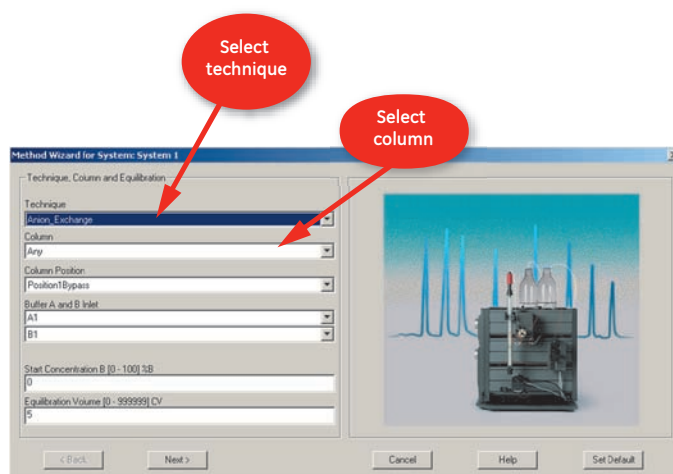 Select
technique
Select
column
Method Wizard for System: System 1
Technique, Column and Equilibration
Technique
Anion_Exchange
Column
Any
Column Position
Position1Bypass
Buffer A and B Inlet
A1
B1
Start Concentration B [0 - 100] %B
0
Equilibration Volume [0 - 999999] CV
5
< Back
Next >
Cancel
Help
Set Default